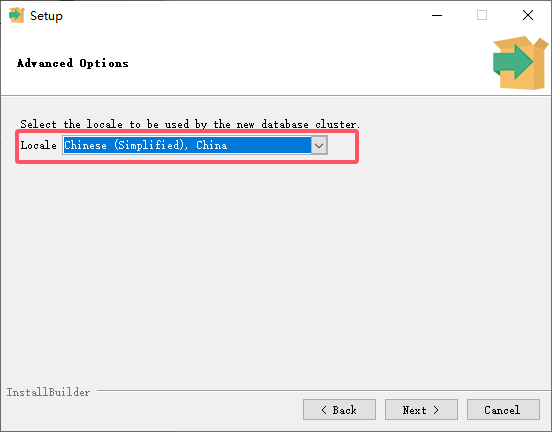 Setup
Advanced Options
Select the locale to be used by the new database cluster.
Locale Chinese (Simplified), China
InstallBuilder
< Back Next > Cancel